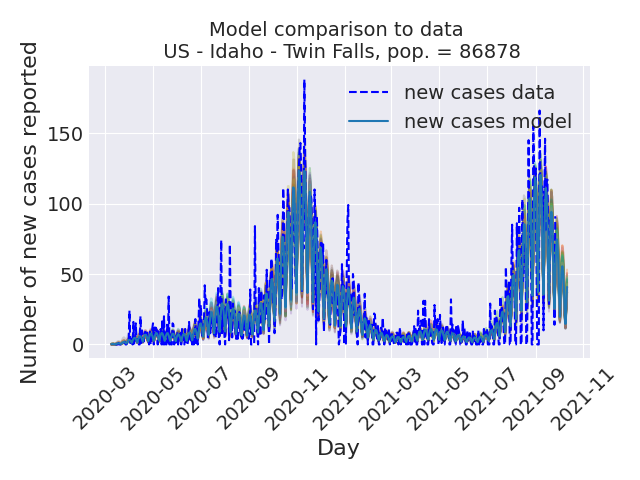 Model comparison to data
US - Idaho - Twin Falls, pop. = 86878
Number of new cases reported
new cases data
new cases model
150
100
50
0
2020-03
2020-05
2020-07
2020-09
2020-11
2021-01
2021-03
2021-05
2021-07
2021-09
2021-11
Day